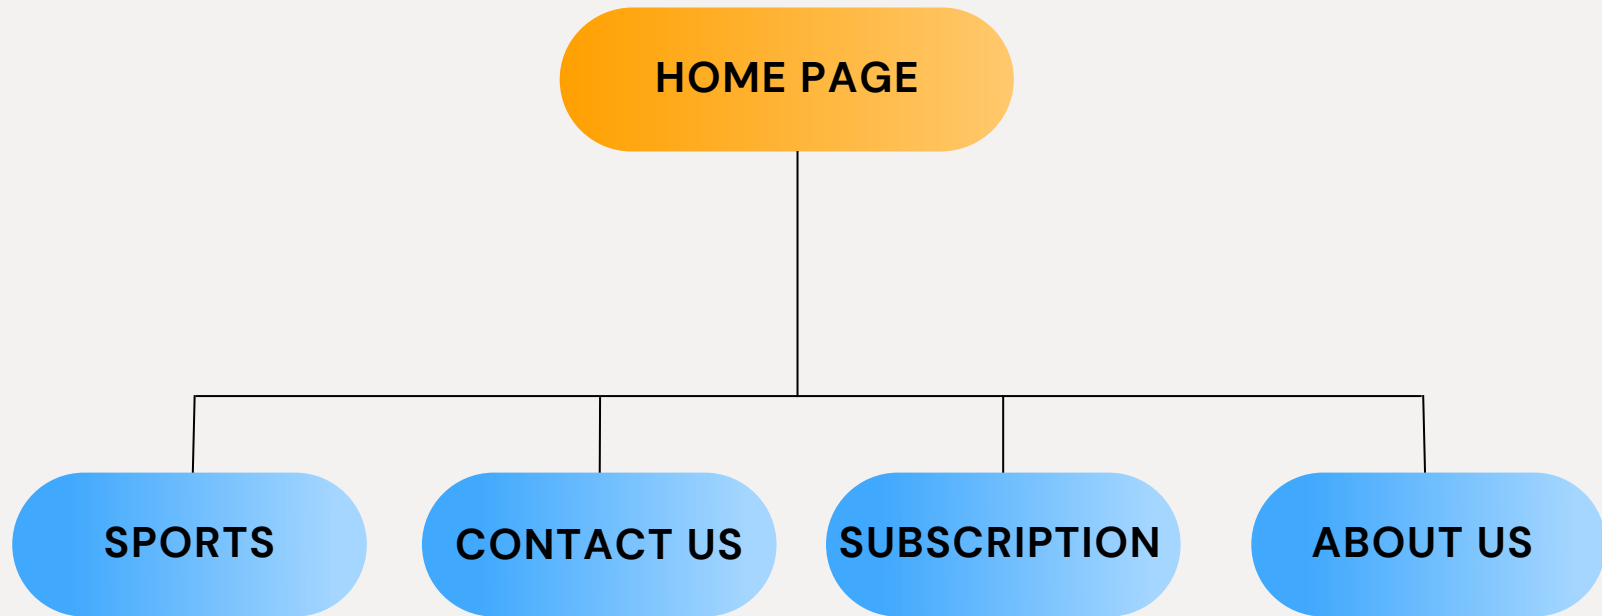 HOME PAGE
SPORTS
CONTACT US
SUBSCRIPTION
ABOUT US